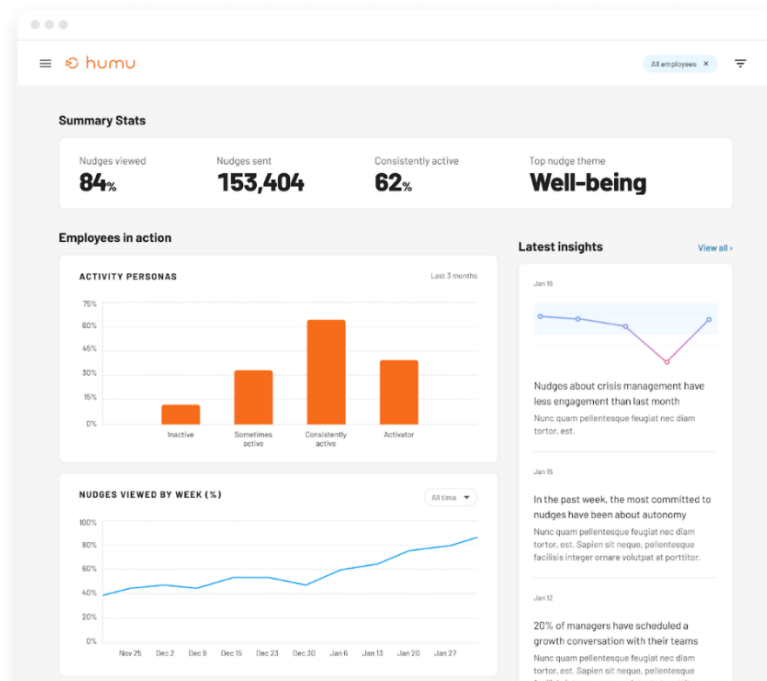 humu
All employees ×
Summary Stats
Nudges viewed
84%
Nudges sent
153,404
Consistently active
62%
Top nudge theme
Well-being
Employees in action
ACTIVITY PERSONAS
Last 3 months
75%
60%
45%
30%
15%
0%
Inactive
Sometimes
active
Consistently
active
Activator
NUDGES VIEWED BY WEEK (%)
All time
100%
80%
60%
40%
20%
0%
Nov 25 Dec 2 Dec 9 Dec 15 Dec 23 Dec 30 Jan 6 Jan 13 Jan 20 Jan 27
Latest insights
View all ›
Jan 16
Nudges about crisis management have
less engagement than last month
Nunc quam pellentesque feugiat nec diam
tortor, est.
Jan 15
In the past week, the most committed to
nudges have been about autonomy
Nunc quam pellentesque feugiat nec diam
tortor, est. Sapien sit neque, pellentesque
facilisis integer ornare volutpat at porttitor.
Jan 12
20% of managers have scheduled a
growth conversation with their teams
Nunc quam pellentesque feugiat nec diam
tortor, est. Sapien sit neque, pellentesque